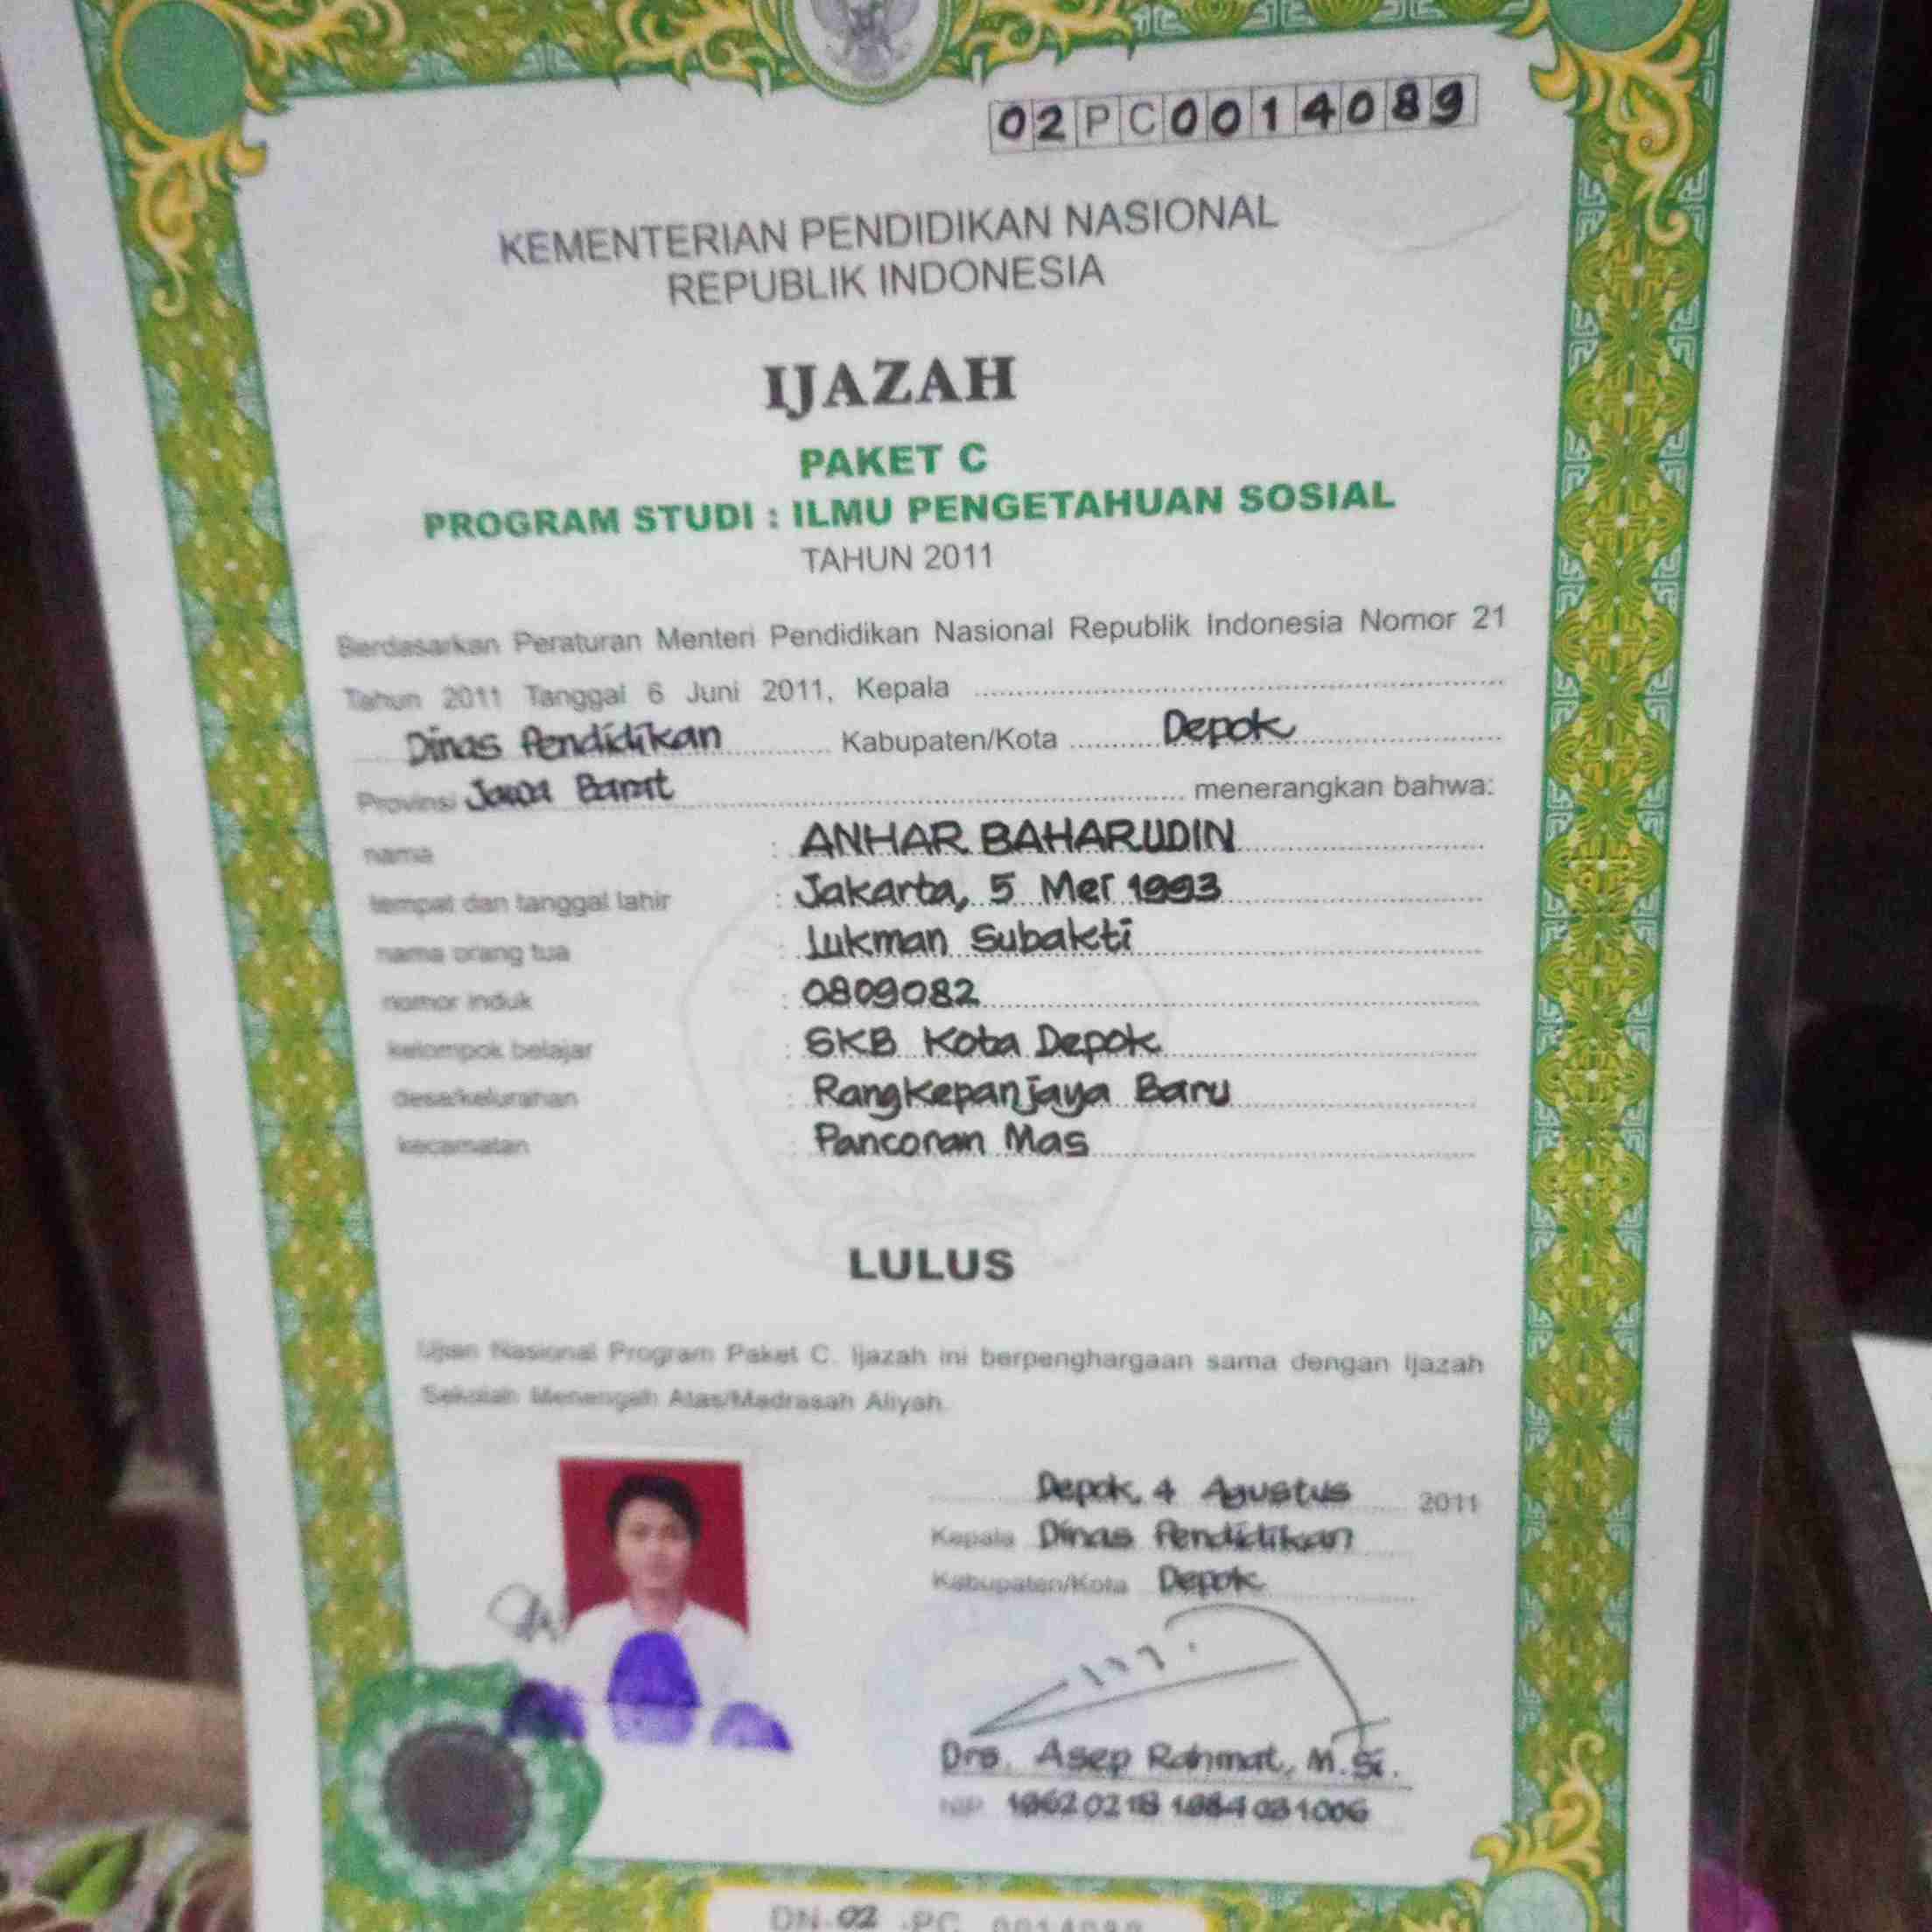 02PC0014089
KEMENTERIAN PENDIDIKAN NASIONAL
REPUBLIK INDONESIA
IJAZAH
PAKET C
PROGRAM STUDI : ILMU PENGETAHUAN SOSIAL
TAHUN 2011
Berdasarkan Peraturan Menteri Pendidikan Nasional Republik Indonesia Nomor 21
Tahun 2011 Tanggal 6 Juni 2011, Kepala
Dinas Pendidikan Kabupaten/Kota Depok
Provinsi Jawa Barat menerangkan bahwa:
nama : ANHAR BAHARUDIN
tempat dan tanggal lahir : Jakarta, 5 Mei 1993
nama orang tua : Lukman Subakti
nomor induk : 0809082
kelompok belajar : SKB Kota Depok
desa/kelurahan : Rangkepanjaya Baru
kecamatan : Pancoran Mas
LULUS
Ujian Nasional Program Paket C. Ijazah ini berpenghargaan sama dengan Ijazah
Sekolah Menengah Atas/Madrasah Aliyah.
Depok, 4 Agustus 2011
Kepala Dinas Pendidikan
Kabupaten/Kota Depok
Drs. Asep Rahmat, M.Si.
NIP.
DN-02 PC 0014089